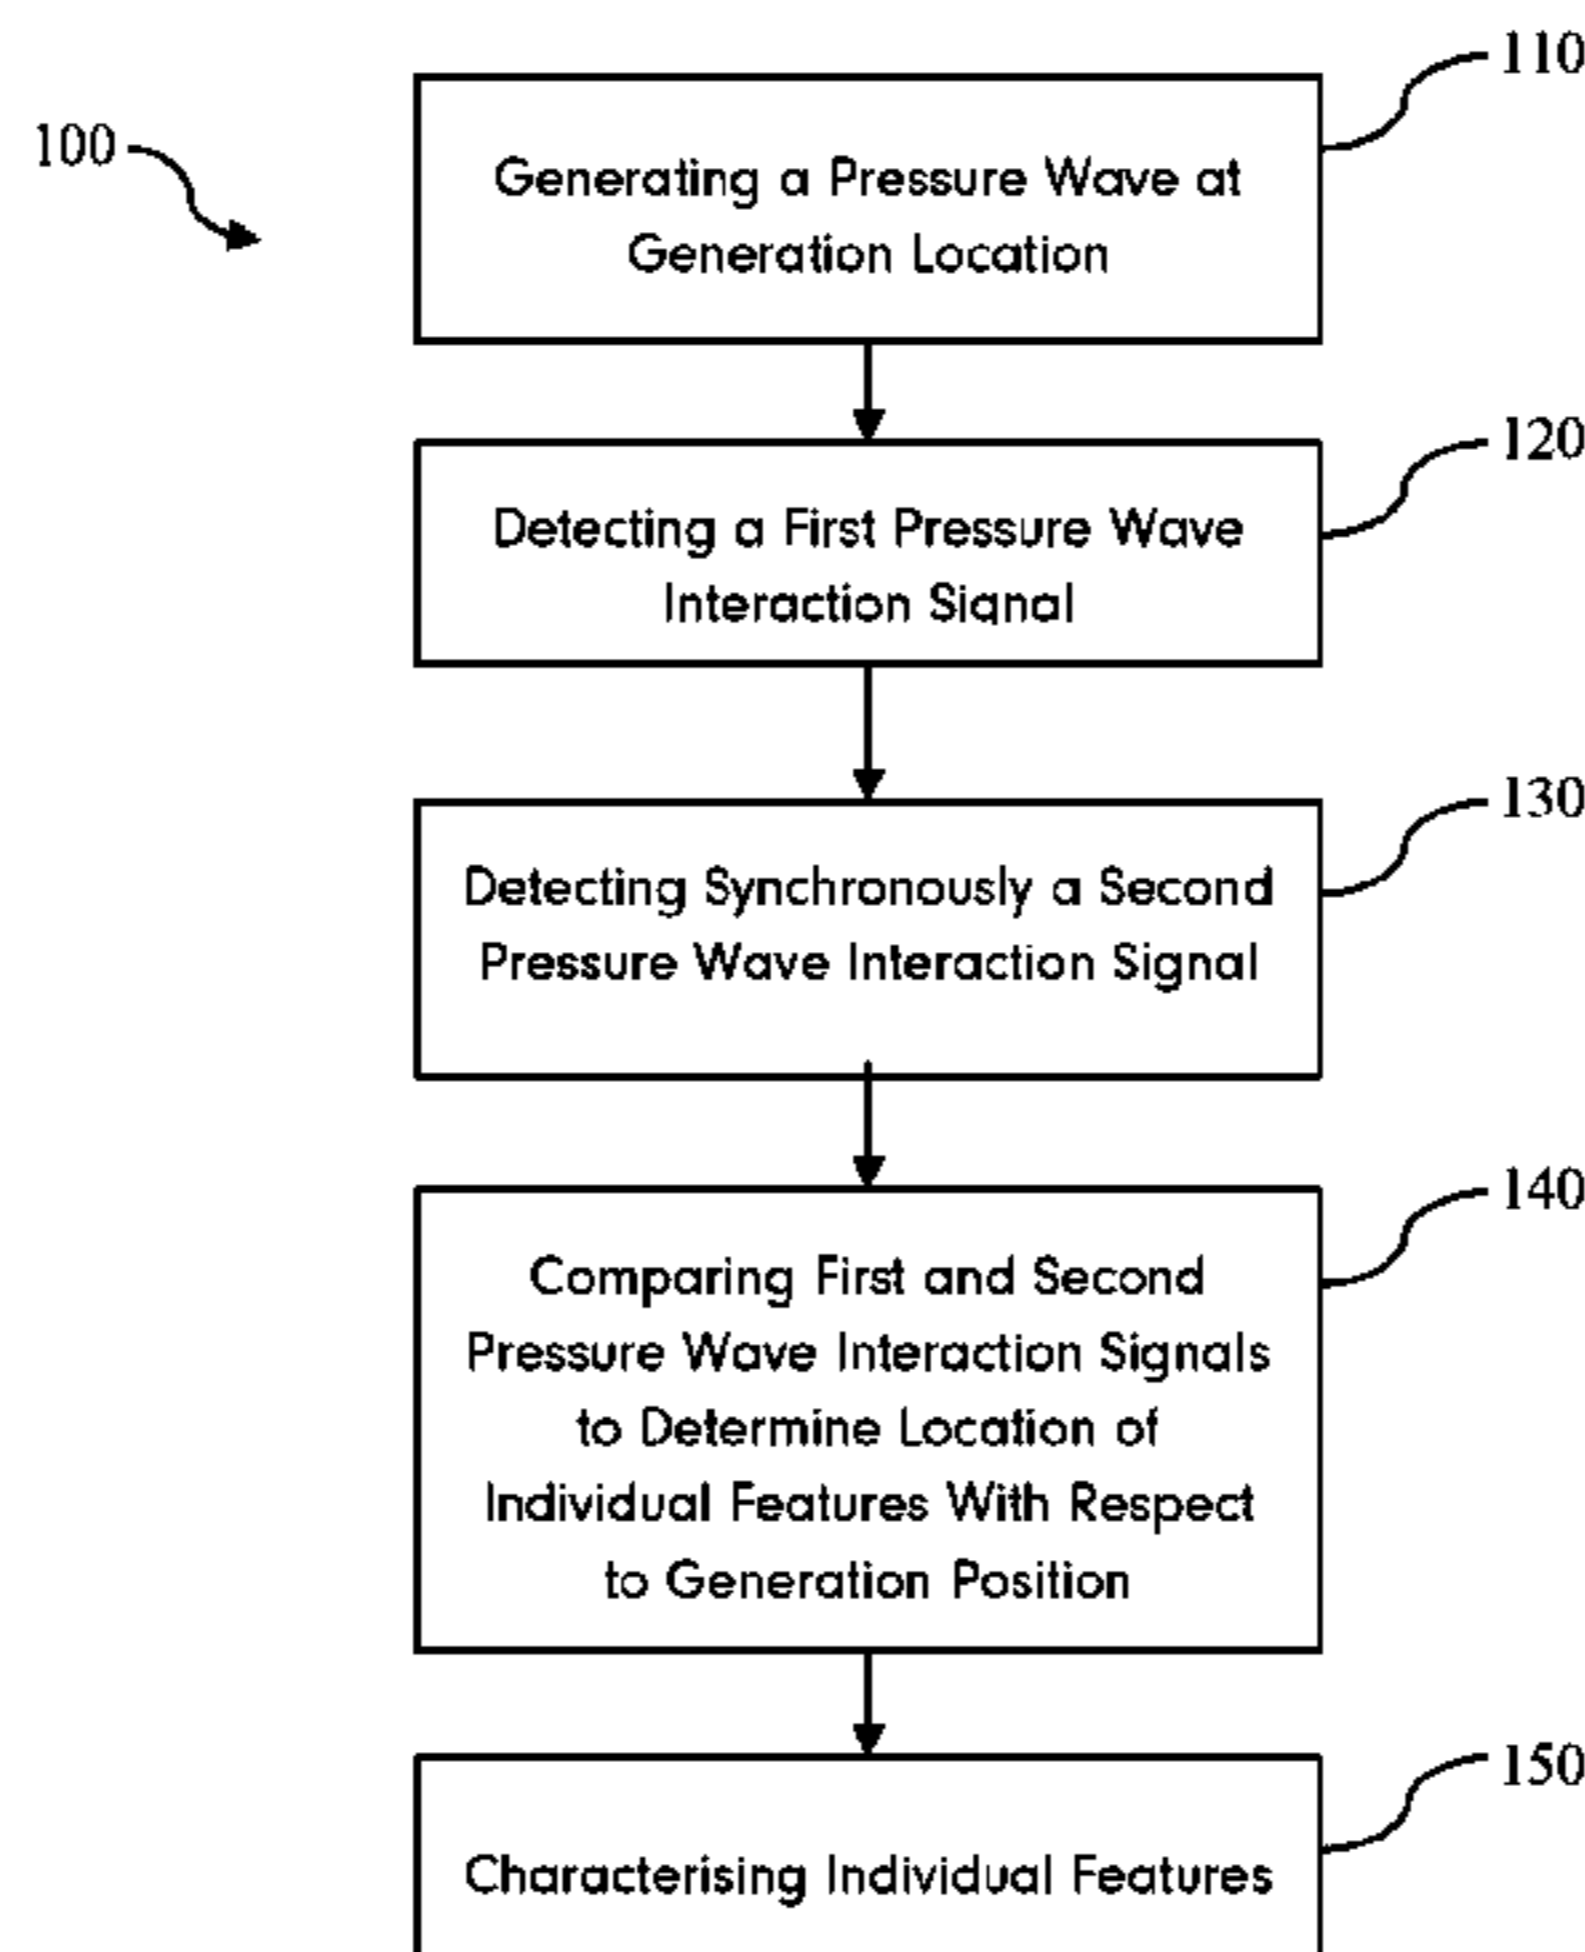 110
100
Generating a Pressure Wave at
Generation Location
120
Detecting a First Pressure Wave
Interaction Signal
130
Detecting Synchronously a Second
Pressure Wave Interaction Signal
140
Comparing First and Second
Pressure Wave Interaction Signals
to Determine Location of
Individual Features With Respect
to Generation Position
150
Characterising Individual Features